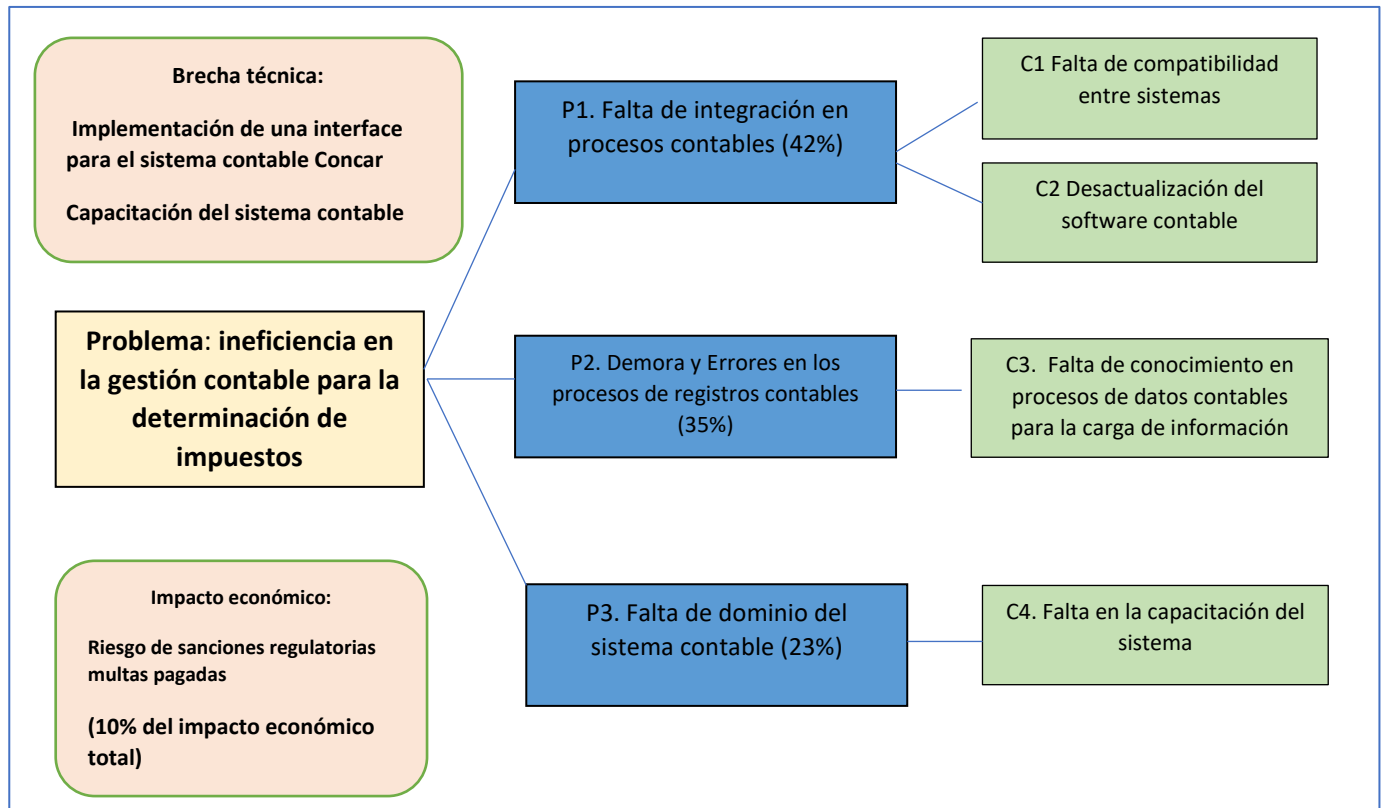 Brecha técnica:
Implementación de una interface
para el sistema contable Concar
Capacitación del sistema contable
Problema: ineficiencia en
la gestión contable para la
determinación de
impuestos
Impacto económico:
Riesgo de sanciones regulatorias
multas pagadas
(10% del impacto económico
total)
P1. Falta de integración en
procesos contables (42%)
P2. Demora y Errores en los
procesos de registros contables
(35%)
P3. Falta de dominio del
sistema contable (23%)
C1 Falta de compatibilidad
entre sistemas
C2 Desactualización del
software contable
C3. Falta de conocimiento en
procesos de datos contables
para la carga de información
C4. Falta en la capacitación del
sistema